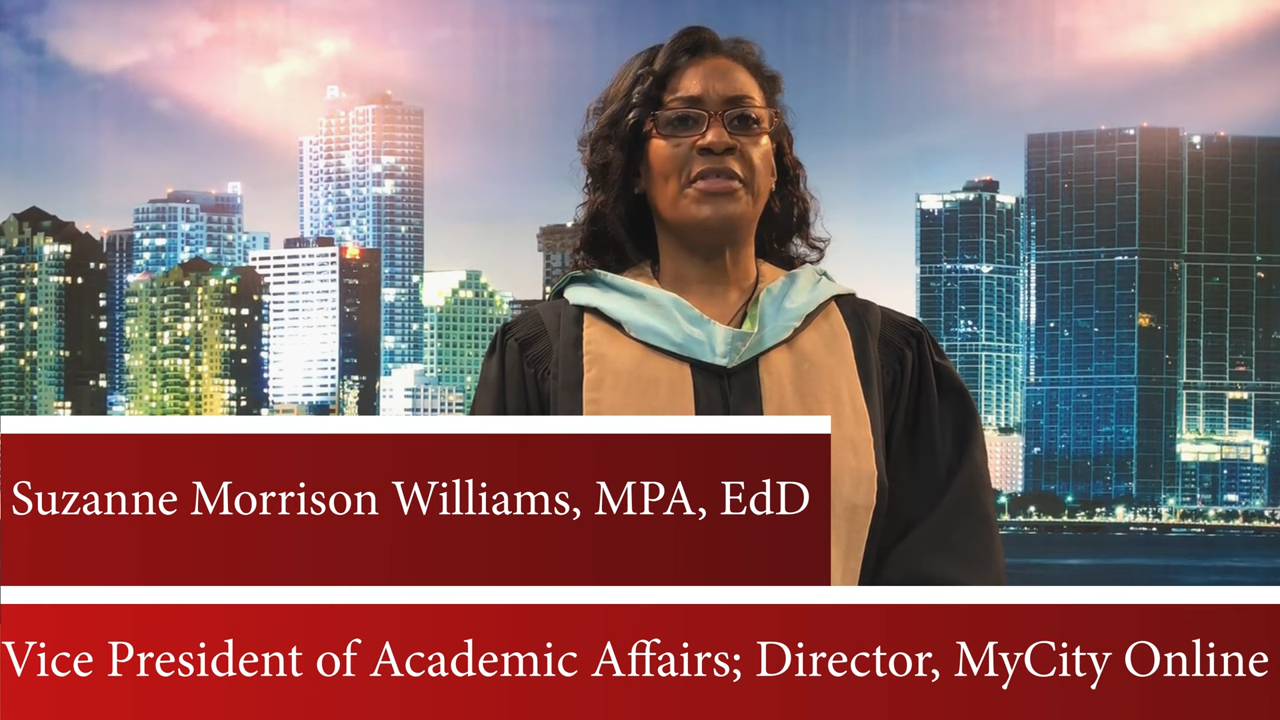 Suzanne Morrison Williams, MPA, EdD
Vice President of Academic Affairs; Director, MyCity Online